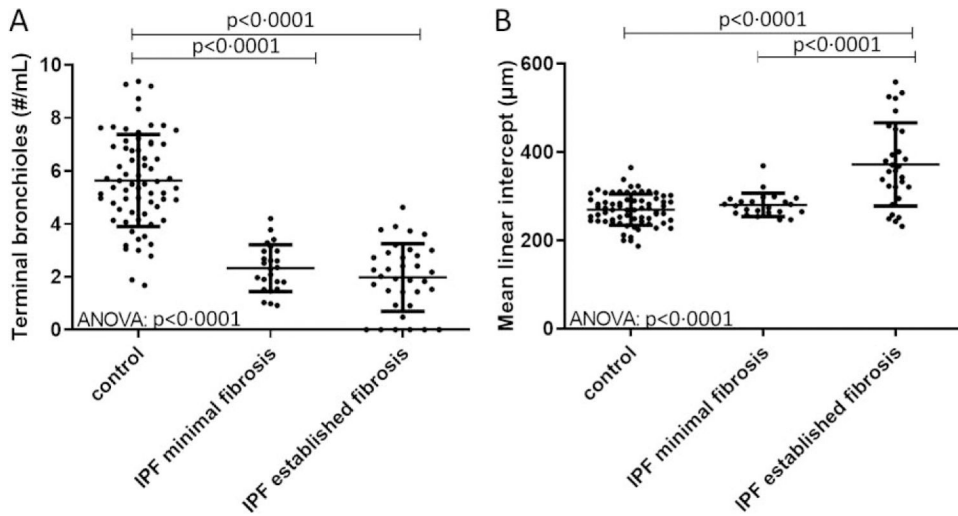 A
p<0·0001
p<0·0001
Terminal bronchioles (#/mL)
10
8
6
4
2
0
ANOVA: p<0·0001
control
IPF minimal fibrosis
IPF established fibrosis
B
p<0·0001
p<0·0001
Mean linear intercept (µm)
600
400
200
0
ANOVA: p<0·0001
control
IPF minimal fibrosis
IPF established fibrosis